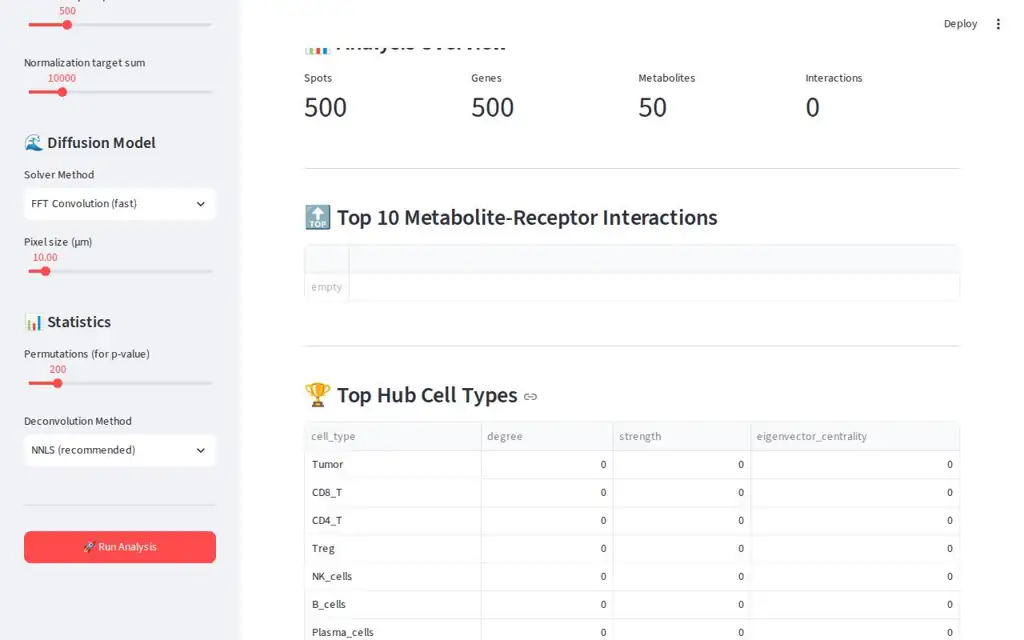 500
Normalization target sum
10000
Diffusion Model
Solver Method
FFT Convolution (fast)
Pixel size (µm)
10.00
Statistics
Permutations (for p-value)
200
Deconvolution Method
NNLS (recommended)
Run Analysis
Deploy
Analysis Overview
Spots Genes Metabolites Interactions
500 500 50 0
TOP Top 10 Metabolite-Receptor Interactions
empty
Top Hub Cell Types
cell_type degree strength eigenvector_centrality
Tumor 0 0 0
CD8_T 0 0 0
CD4_T 0 0 0
Treg 0 0 0
NK_cells 0 0 0
B_cells 0 0 0
Plasma_cells 0 0 0